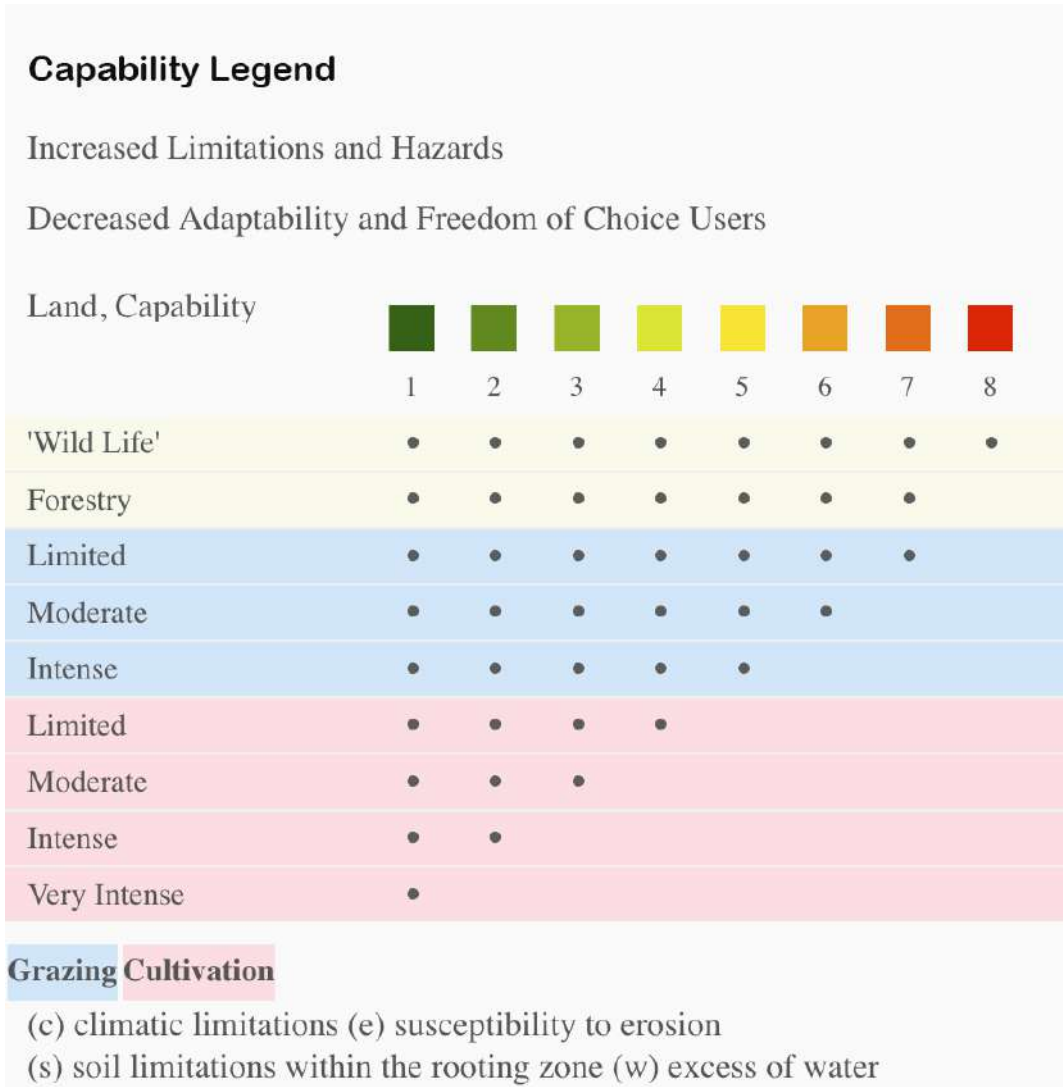 Capability Legend
Increased Limitations and Hazards
Decreased Adaptability and Freedom of Choice Users
Land, Capability
1 2 3 4 5 6 7 8
'Wild Life'
Forestry
Limited
Moderate
Intense
Limited
Moderate
Intense
Very Intense
Grazing Cultivation
(c) climatic limitations (e) susceptibility to erosion
(s) soil limitations within the rooting zone (w) excess of water